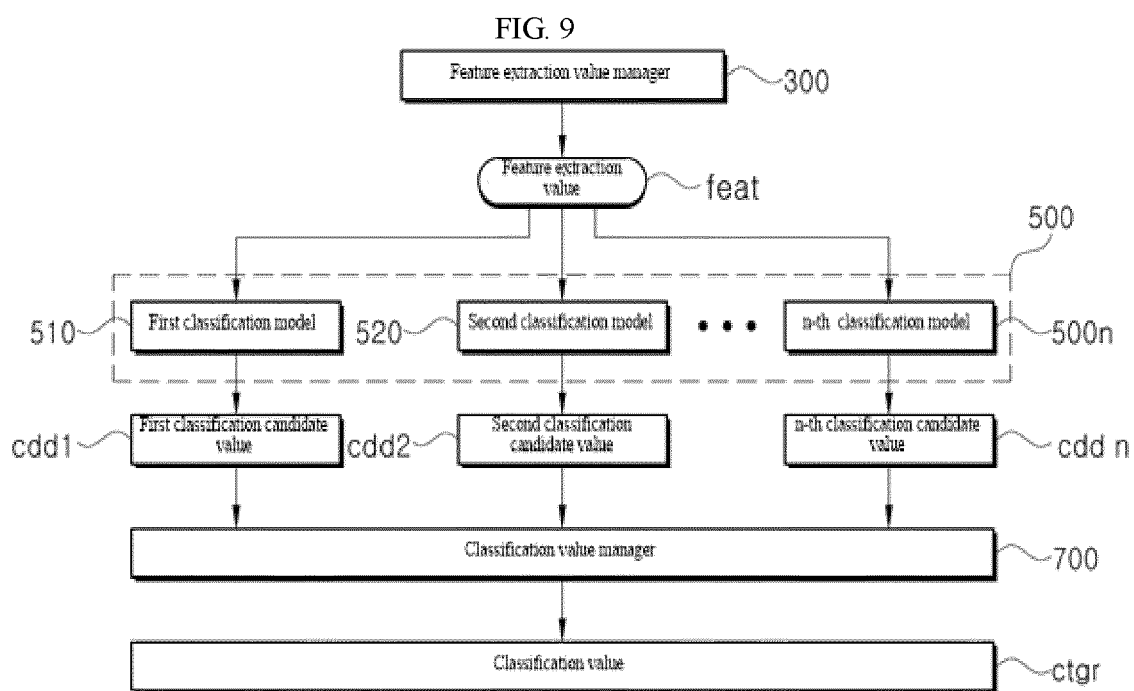 FIG. 9
Feature extraction value manager
300
Feature extraction
value
feat
500
510
First classification model
520
Second classification model
n-th classification model
500n
cdd1
First classification candidate
value
cdd2
Second classification
candidate value
n-th classification candidate
value
cdd n
Classification value manager
700
Classification value
ctgr